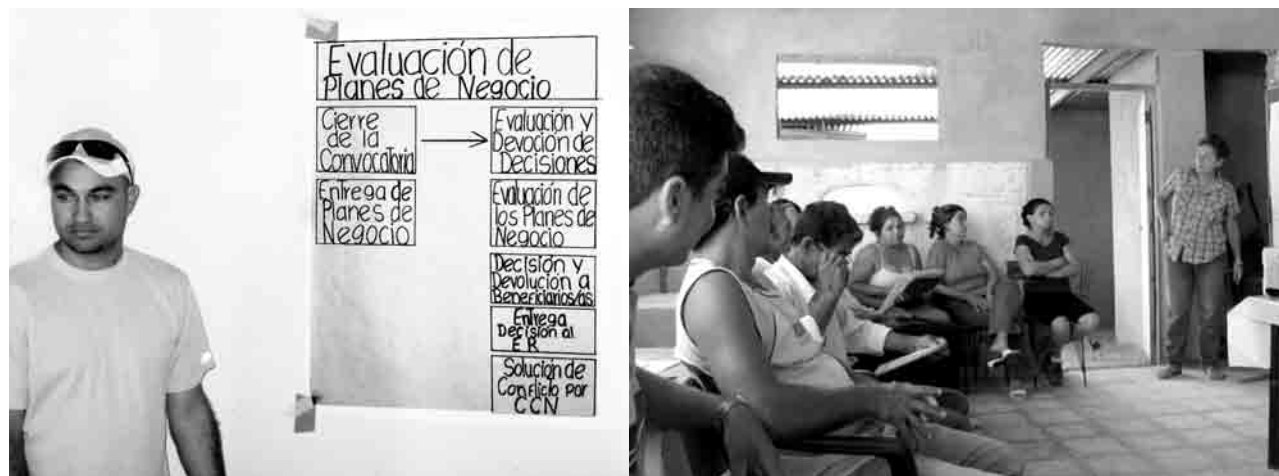 Evaluación de
Planes de Negocio
Cierre
de la
Convocatoria
Entrega de
Planes de
Negocio
Evaluación y
Devoción de
Decisiones
Evaluación de
los Planes de
Negocio
Decisión y
Devolución a
Beneficiarios/as
Entrega
Decisión al
ER
Solución de
Conflicto por
CCN